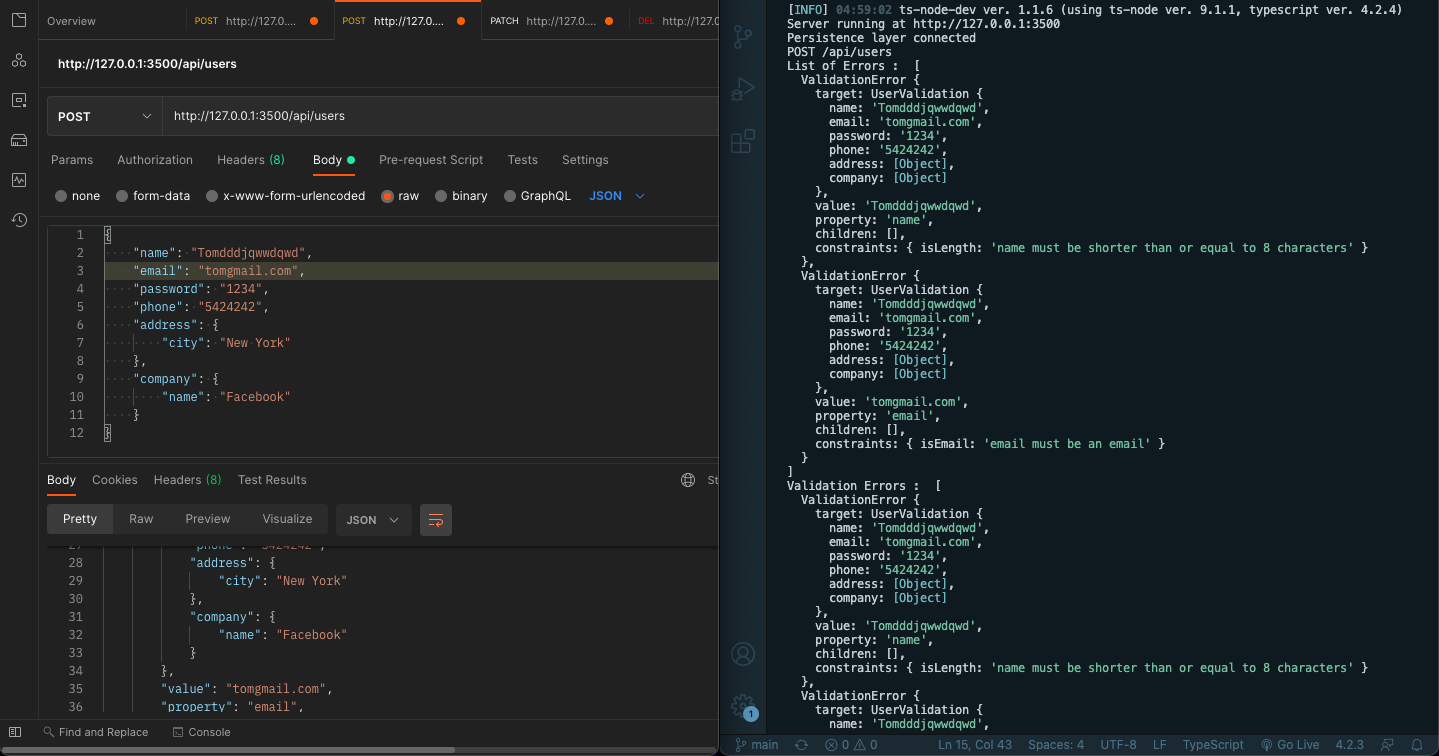 Overview
POST http://127.0....
POST http://127.0....
PATCH http://127.0....
DEL http://127.0
http://127.0.0.1:3500/api/users
POST
http://127.0.0.1:3500/api/users
Params Authorization Headers (8) Body Pre-request Script Tests Settings
none form-data x-www-form-urlencoded raw binary GraphQL JSON
1 {
2 "name": "Tomdddjqwwdqwd",
3 "email": "tomgmail.com",
4 "password": "1234",
5 "phone": "5424242",
6 "address": {
7 "city": "New York"
8 },
9 "company": {
10 "name": "Facebook"
11 }
12 }
Body Cookies Headers (8) Test Results St
Pretty Raw Preview Visualize JSON
27 "phone": "5424242",
28 "address": {
29 "city": "New York"
30 },
31 "company": {
32 "name": "Facebook"
33 }
34 },
35 "value": "tomgmail.com",
36 "property": "email",
Find and Replace Console
[INFO] 04:59:02 ts-node-dev ver. 1.1.6 (using ts-node ver. 9.1.1, typescript ver. 4.2.4)
Server running at http://127.0.0.1:3500
Persistence layer connected
POST /api/users
List of Errors :  [
ValidationError {
target: UserValidation {
name: 'Tomdddjqwwdqwd',
email: 'tomgmail.com',
password: '1234',
phone: '5424242',
address: [Object],
company: [Object]
},
value: 'Tomdddjqwwdqwd',
property: 'name',
children: [],
constraints: { isLength: 'name must be shorter than or equal to 8 characters' }
},
ValidationError {
target: UserValidation {
name: 'Tomdddjqwwdqwd',
email: 'tomgmail.com',
password: '1234',
phone: '5424242',
address: [Object],
company: [Object]
},
value: 'tomgmail.com',
property: 'email',
children: [],
constraints: { isEmail: 'email must be an email' }
}
]
Validation Errors :  [
ValidationError {
target: UserValidation {
name: 'Tomdddjqwwdqwd',
email: 'tomgmail.com',
password: '1234',
phone: '5424242',
address: [Object],
company: [Object]
},
value: 'Tomdddjqwwdqwd',
property: 'name',
children: [],
constraints: { isLength: 'name must be shorter than or equal to 8 characters' }
},
ValidationError {
target: UserValidation {
name: 'Tomdddjqwwdqwd',
1
main 0 0 Ln 15, Col 43 Spaces: 4 UTF-8 LF TypeScript Go Live 4.2.3